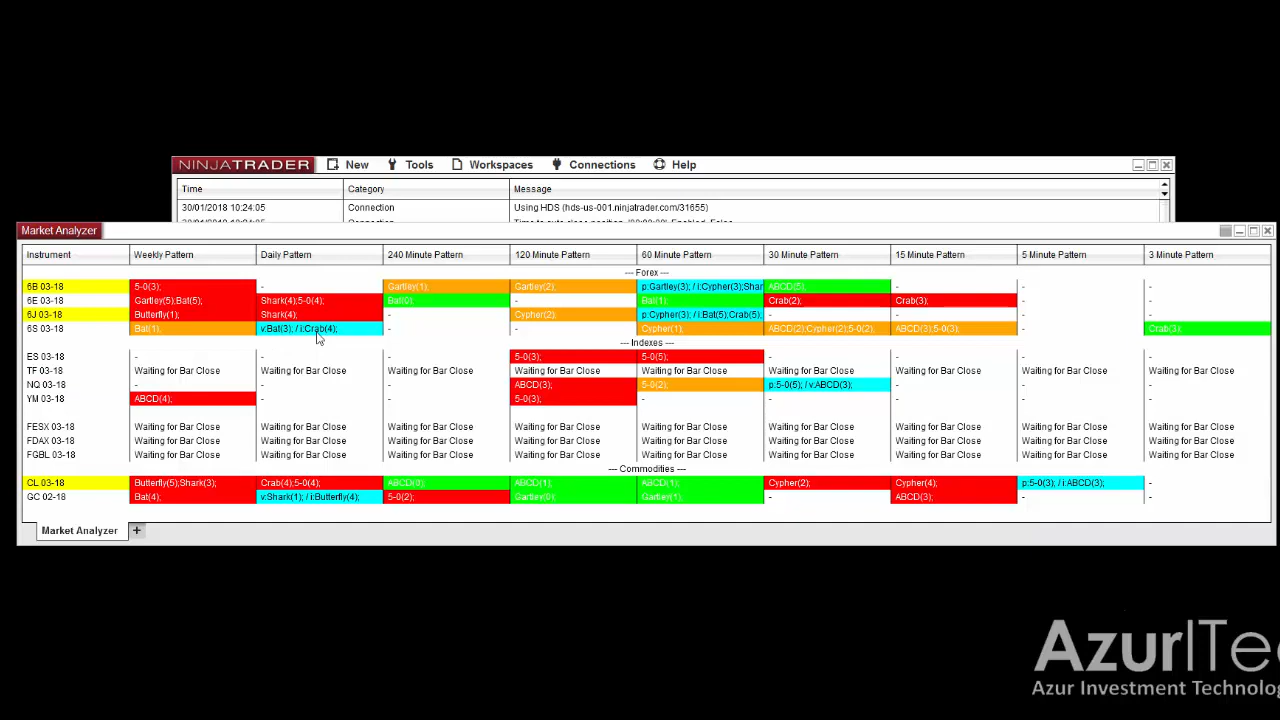 NINJATRADER New Tools Workspaces Connections Help
Time Category Message
30/01/2018 10:24:05 Connection Using HDS (hds-us-001.ninjatrader.com/31655)
Market Analyzer
Instrument Weekly Pattern Daily Pattern 240 Minute Pattern 120 Minute Pattern 60 Minute Pattern 30 Minute Pattern 15 Minute Pattern 5 Minute Pattern 3 Minute Pattern
--- Forex ---
6B 03-18 5-0(3); - Gartley(1); Gartley(2); p:Gartley(3); / i:Cypher(3);Shar ABCD(5); - - -
6E 03-18 Gartley(5);Bat(5); Shark(4);5-0(4); Bat(0); - Bat(1); Crab(2); Crab(3); - -
6J 03-18 Butterfly(1); Shark(4); - Cypher(2); p:Cypher(3); / i:Bat(5);Crab(5); - - - -
6S 03-18 Bat(1); v:Bat(3); / i:Crab(4); - - Cypher(1); ABCD(2);Cypher(2);5-0(2); ABCD(3);5-0(3); - Crab(3);
--- Indexes ---
ES 03-18 - - - 5-0(3); 5-0(5); - - - -
TF 03-18 Waiting for Bar Close Waiting for Bar Close Waiting for Bar Close Waiting for Bar Close Waiting for Bar Close Waiting for Bar Close Waiting for Bar Close Waiting for Bar Close Waiting for Bar Close
NQ 03-18 - - - ABCD(3); 5-0(2); p:5-0(5); / v:ABCD(3); - - -
YM 03-18 ABCD(4); - - 5-0(3); - - - - -
FESX 03-18 Waiting for Bar Close Waiting for Bar Close Waiting for Bar Close Waiting for Bar Close Waiting for Bar Close Waiting for Bar Close Waiting for Bar Close Waiting for Bar Close Waiting for Bar Close
FDAX 03-18 Waiting for Bar Close Waiting for Bar Close Waiting for Bar Close Waiting for Bar Close Waiting for Bar Close Waiting for Bar Close Waiting for Bar Close Waiting for Bar Close Waiting for Bar Close
FGBL 03-18 Waiting for Bar Close Waiting for Bar Close Waiting for Bar Close Waiting for Bar Close Waiting for Bar Close Waiting for Bar Close Waiting for Bar Close Waiting for Bar Close Waiting for Bar Close
--- Commodities ---
CL 03-18 Butterfly(5);Shark(3); Crab(4);5-0(4); ABCD(0); ABCD(1); ABCD(1); Cypher(2); Cypher(4); p:5-0(3); / i:ABCD(3); -
GC 02-18 Bat(4); v:Shark(1); / i:Butterfly(4); 5-0(2); Gartley(0); Gartley(1); - ABCD(3); - -
Market Analyzer +
AzurITe
Azur Investment Technolo